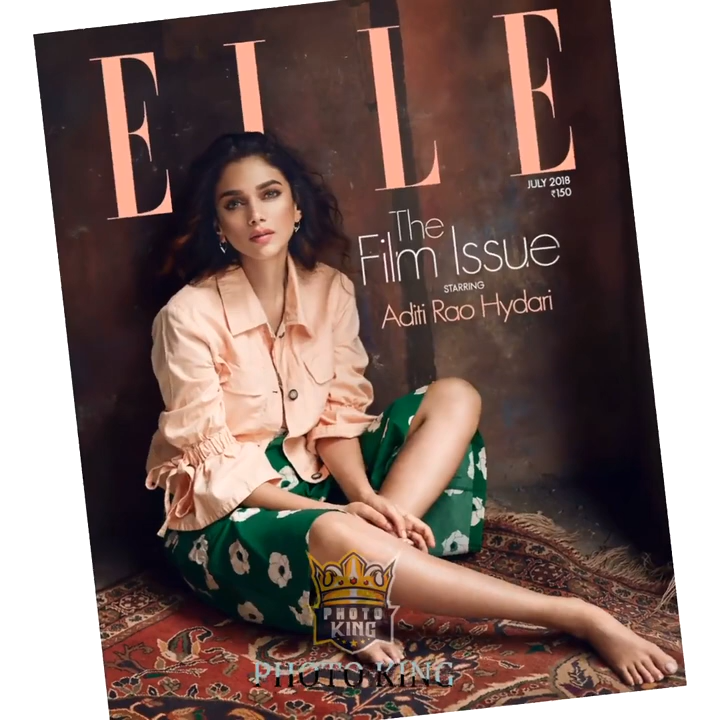 ELLE
JULY 2018
₹150
The
Film Issue
STARRING
Aditi Rao Hydari
PHOTO
KING
PHOTO KING